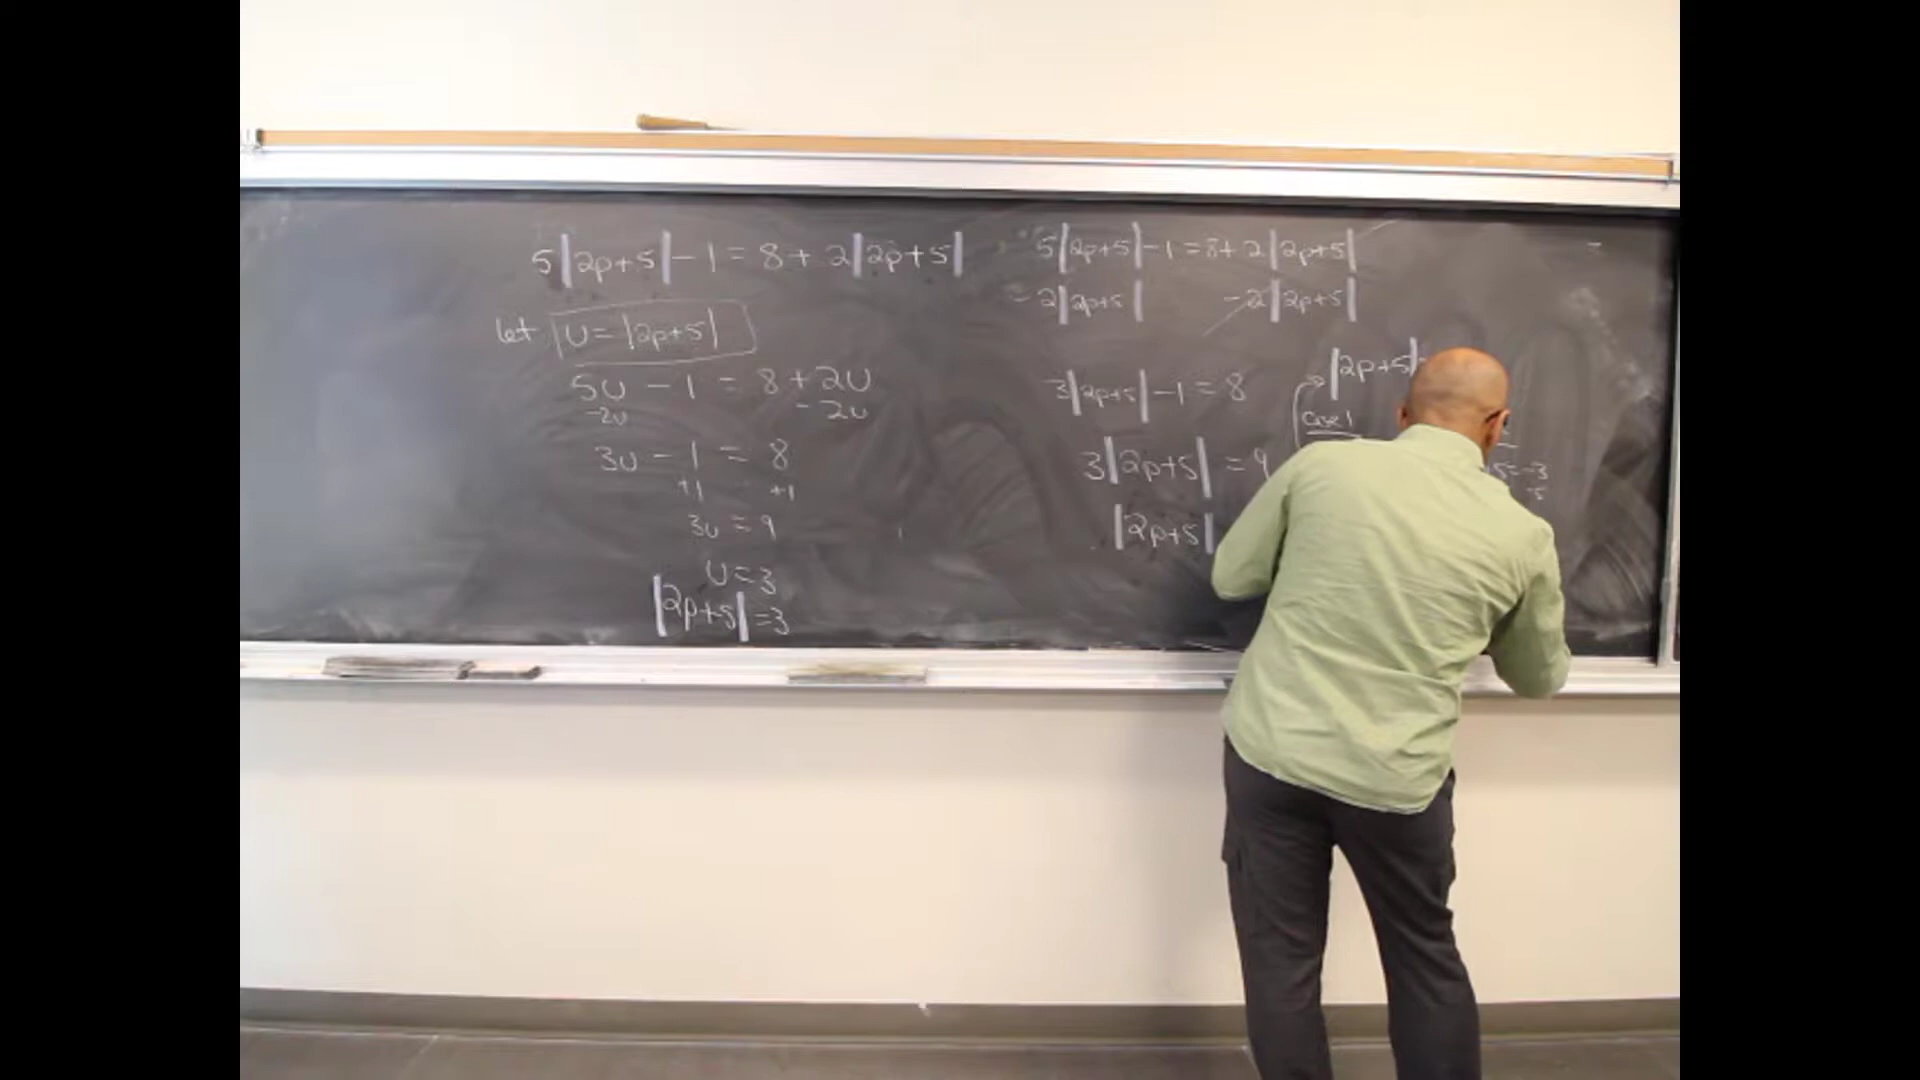 5|2p+5| - 1 = 8 + 2|2p+5|
let U = |2p+5|
5U - 1 = 8 + 2U
-2U - 2U
3U - 1 = 8
+1 +1
3U = 9
U = 3
|2p+5| = 3
5|2p+5| - 1 = 8 + 2|2p+5|
- 2|2p+5| - 2|2p+5|
3|2p+5| - 1 = 8
3|2p+5| = 9
|2p+5|
|2p+5|
Case 1
5 = -3
-5